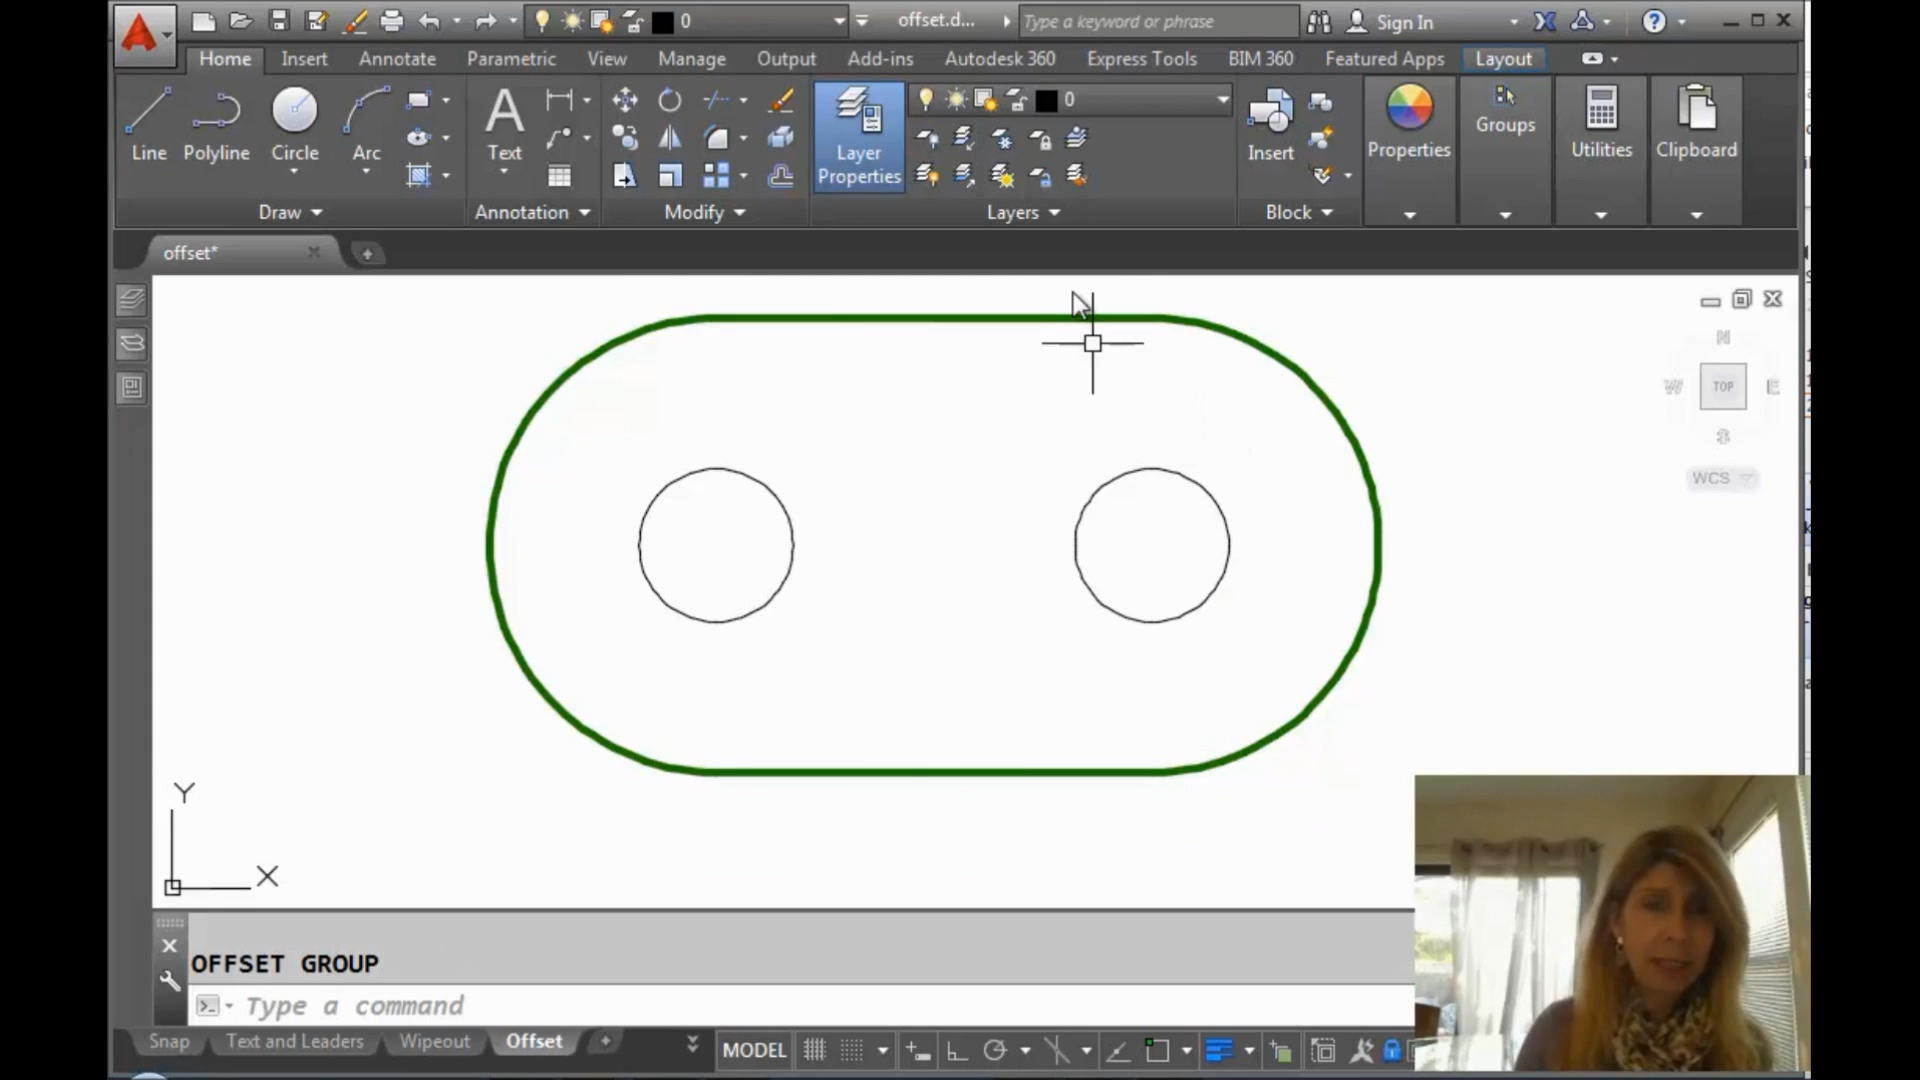 0
offset.d...
Type a keyword or phrase
Sign In
Home Insert Annotate Parametric View Manage Output Add-ins Autodesk 360 Express Tools BIM 360 Featured Apps Layout
0
Line Polyline Circle Arc
Text
Layer Properties
Insert
Properties
Groups
Utilities
Clipboard
Draw Annotation Modify Layers Block
offset*
N
W TOP E
S
WCS
Y
X
OFFSET GROUP
Type a command
Snap Text and Leaders Wipeout Offset
MODEL